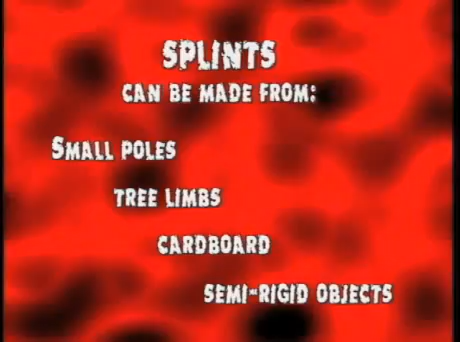 SPLINTS
CAN BE MADE FROM:
SMALL POLES
TREE LIMBS
CARDBOARD
SEMI-RIGID OBJECTS